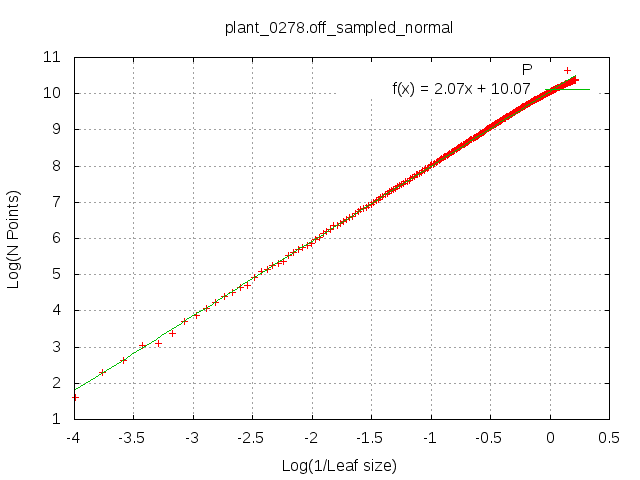 plant_0278.off_sampled_normal
11
10
9
8
7
6
5
4
3
2
1
Log(N Points)
P
f(x) = 2.07x + 10.07
-4 -3.5 -3 -2.5 -2 -1.5 -1 -0.5 0 0.5
Log(1/Leaf size)